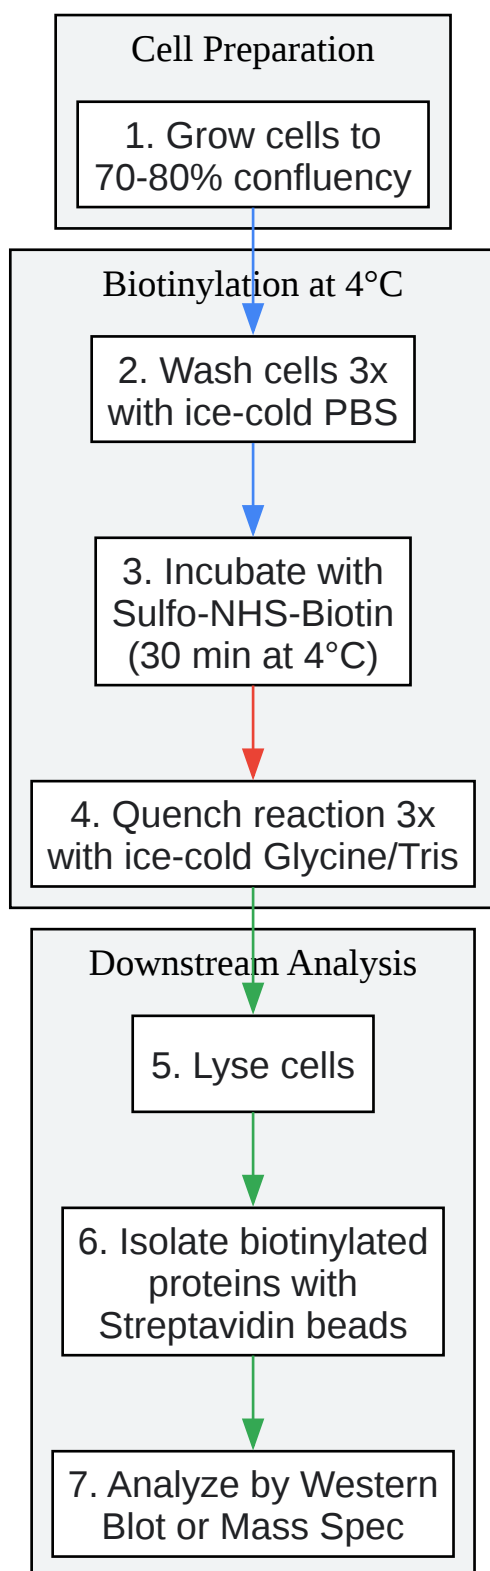 Cell Preparation
1. Grow cells to
70-80% confluency
Biotinylation at 4°C
2. Wash cells 3x
with ice-cold PBS
3. Incubate with
Sulfo-NHS-Biotin
(30 min at 4°C)
4. Quench reaction 3x
with ice-cold Glycine/Tris
Downstream Analysis
5. Lyse cells
6. Isolate biotinylated
proteins with
Streptavidin beads
7. Analyze by Western
Blot or Mass Spec